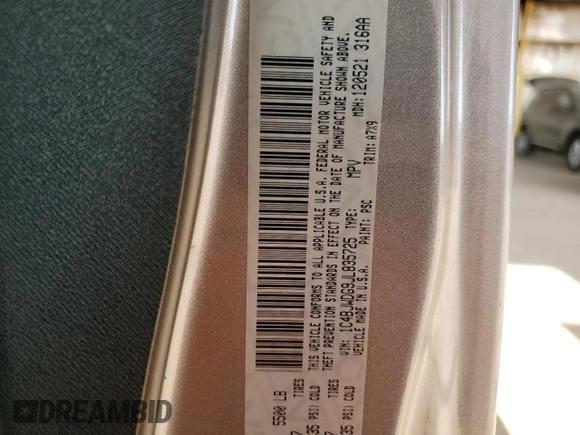 5500 LB
TIRES
35 PSI) COLD
TIRES
35 PSI) COLD
THIS VEHICLE CONFORMS TO ALL APPLICABLE U.S.A. FEDERAL MOTOR VEHICLE SAFETY AND
THEFT PREVENTION STANDARDS IN EFFECT ON THE DATE OF MANUFACTURE SHOWN ABOVE.
MDH: 120521 316AA
VIN: 1C4BJWDG9JL835725 TYPE: MPV
VEHICLE MADE IN U.S.A. PAINT: PSC TRIM: A7X9
DREAMBID